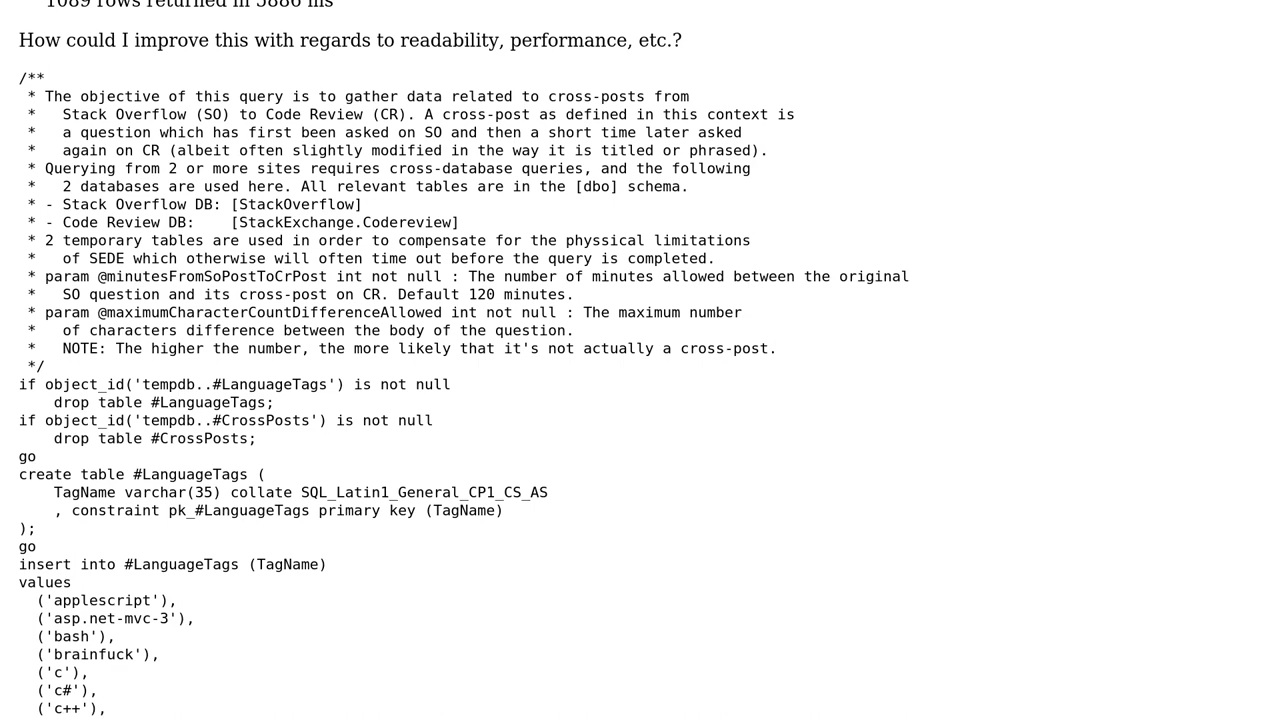 1089 rows returned in 5886 ms
How could I improve this with regards to readability, performance, etc.?
/**
 * The objective of this query is to gather data related to cross-posts from
 *   Stack Overflow (SO) to Code Review (CR). A cross-post as defined in this context is
 *   a question which has first been asked on SO and then a short time later asked
 *   again on CR (albeit often slightly modified in the way it is titled or phrased).
 * Querying from 2 or more sites requires cross-database queries, and the following
 *   2 databases are used here. All relevant tables are in the [dbo] schema.
 * - Stack Overflow DB: [StackOverflow]
 * - Code Review DB:    [StackExchange.Codereview]
 * 2 temporary tables are used in order to compensate for the physsical limitations
 *   of SEDE which otherwise will often time out before the query is completed.
 * param @minutesFromSoPostToCrPost int not null : The number of minutes allowed between the original
 *   SO question and its cross-post on CR. Default 120 minutes.
 * param @maximumCharacterCountDifferenceAllowed int not null : The maximum number
 *   of characters difference between the body of the question.
 *   NOTE: The higher the number, the more likely that it's not actually a cross-post.
 */
if object_id('tempdb..#LanguageTags') is not null
    drop table #LanguageTags;
if object_id('tempdb..#CrossPosts') is not null
    drop table #CrossPosts;
go
create table #LanguageTags (
    TagName varchar(35) collate SQL_Latin1_General_CP1_CS_AS
    , constraint pk_#LanguageTags primary key (TagName)
);
go
insert into #LanguageTags (TagName)
values
  ('applescript'),
  ('asp.net-mvc-3'),
  ('bash'),
  ('brainfuck'),
  ('c'),
  ('c#'),
  ('c++'),